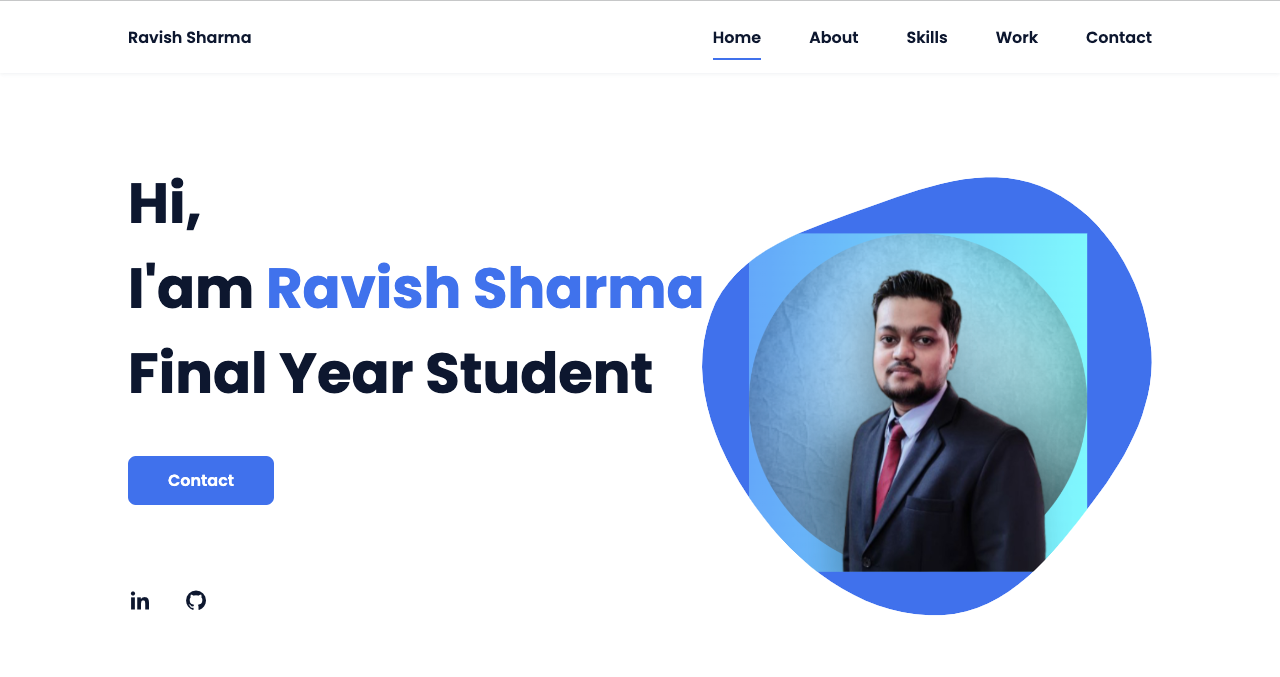 Ravish Sharma
Home About Skills Work Contact
Hi,
I'am Ravish Sharma
Final Year Student
Contact
in